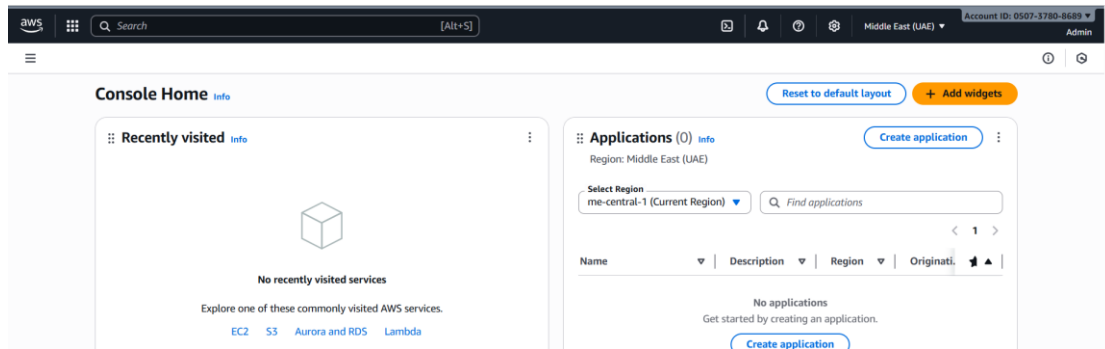 aws
Search [Alt+S]
Middle East (UAE) ▼
Account ID: 0507-3780-8689 ▼
Admin
Console Home Info
Reset to default layout
+ Add widgets
Recently visited Info
No recently visited services
Explore one of these commonly visited AWS services.
EC2 S3 Aurora and RDS Lambda
Applications (0) Info
Create application
Region: Middle East (UAE)
Select Region
me-central-1 (Current Region) ▼
Find applications
< 1 >
Name Description Region Originati.
No applications
Get started by creating an application.
Create application